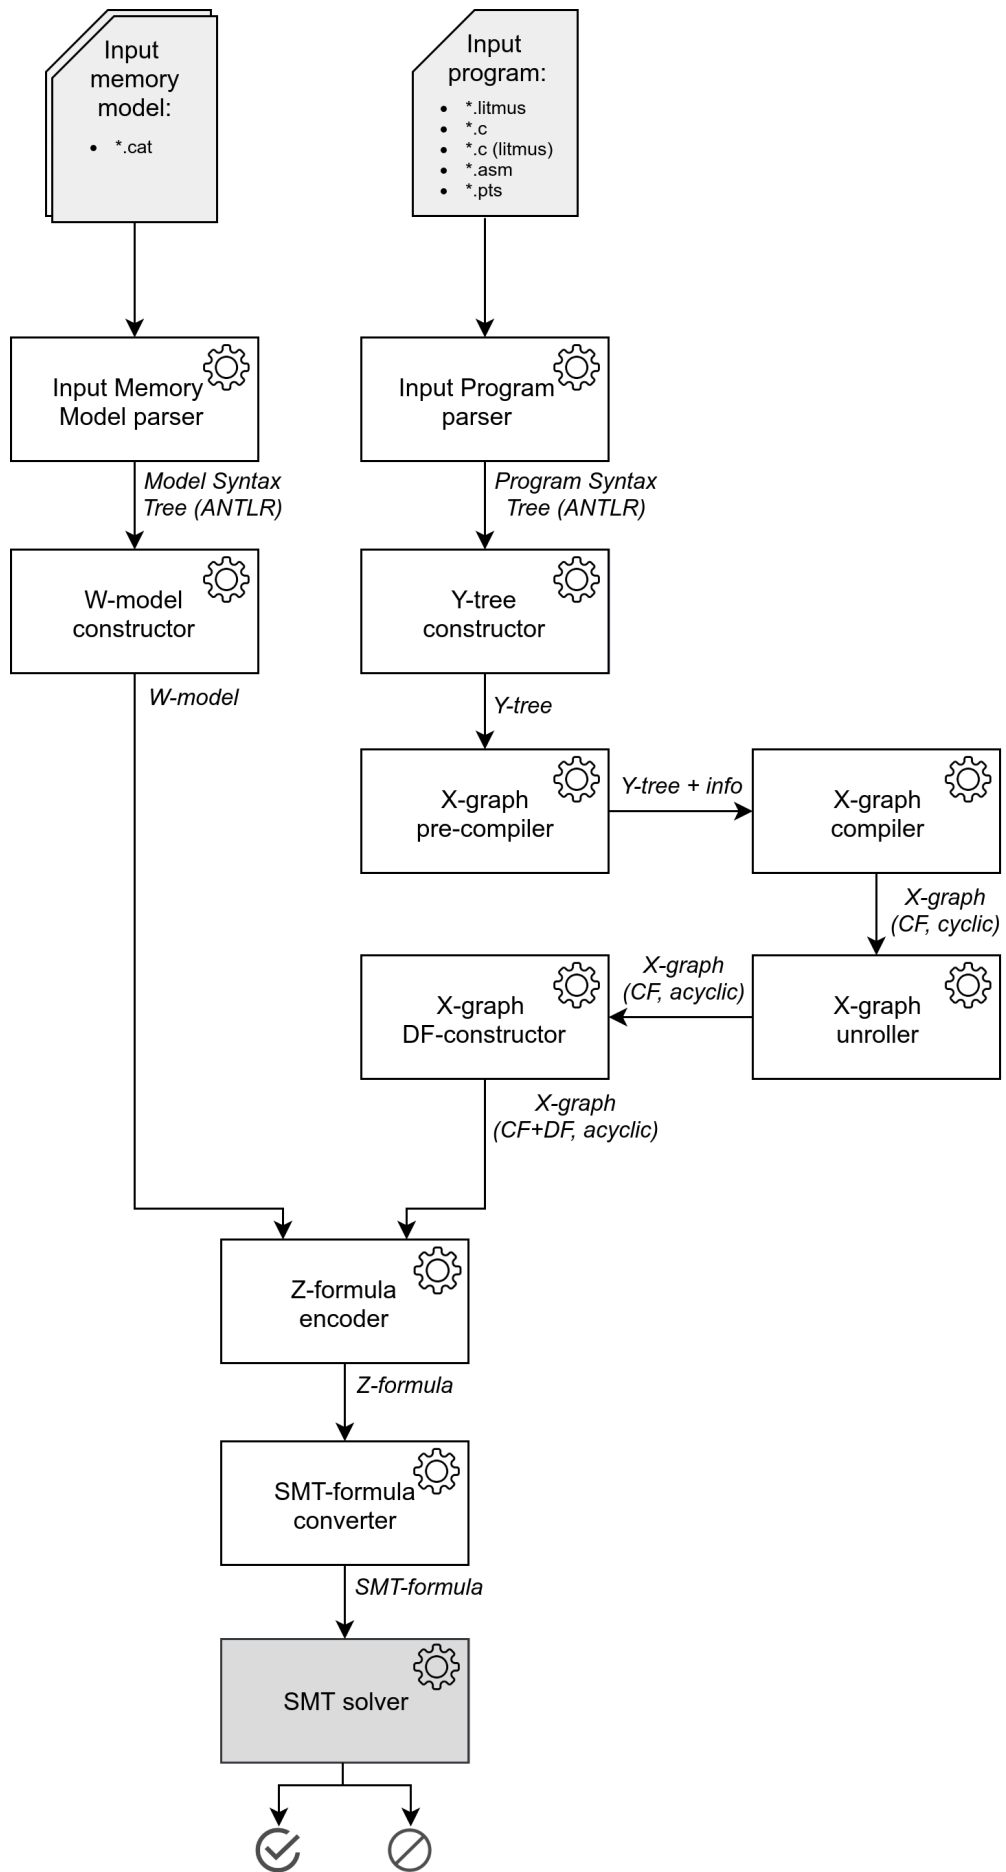 Input
memory
model:
• *.cat
Input
program:
• *.litmus
• *.c
• *.c (litmus)
• *.asm
• *.pts
Input Memory
Model parser
Input Program
parser
Model Syntax
Tree (ANTLR)
Program Syntax
Tree (ANTLR)
W-model
constructor
Y-tree
constructor
W-model
Y-tree
X-graph
pre-compiler
Y-tree + info
X-graph
compiler
X-graph
(CF, cyclic)
X-graph
unroller
X-graph
(CF, acyclic)
X-graph
DF-constructor
X-graph
(CF+DF, acyclic)
Z-formula
encoder
Z-formula
SMT-formula
converter
SMT-formula
SMT solver